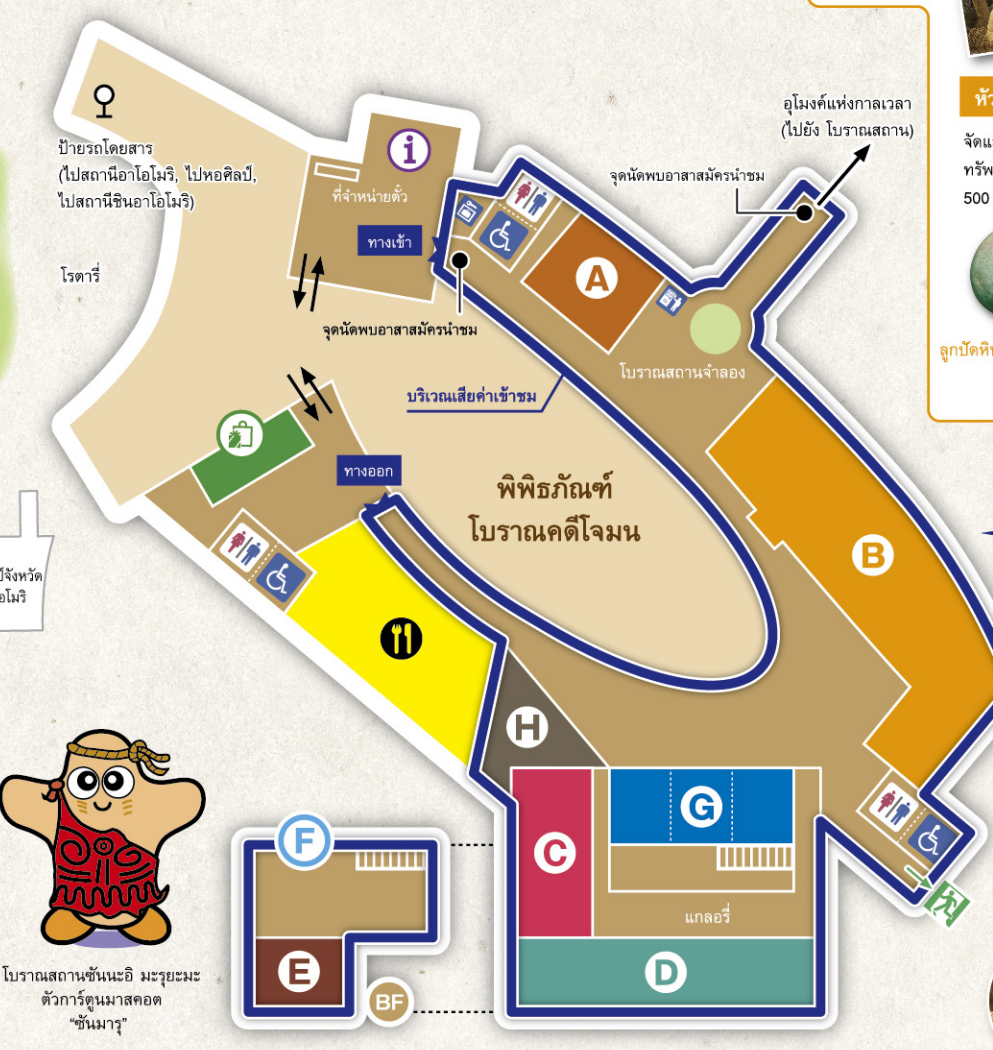 ป้ายรถโดยสาร
(ไปสถานีอาโอโมริ, ไปหอศิลป์,
ไปสถานีชินอาโอโมริ)
โรตารี่
i
ที่จำหน่ายตั๋ว
ทางเข้า
จุดนัดพบอาสาสมัครนำชม
อุโมงค์แห่งกาลเวลา
(ไปยัง โบราณสถาน)
จุดนัดพบอาสาสมัครนำชม
A
โบราณสถานจำลอง
บริเวณเสียค่าเข้าชม
ทางออก
พิพิธภัณฑ์
โบราณคดีโจมน
B
H
G
C
แกลอรี่
D
F
E
BF
โบราณสถานซันนะอิ มะรุยะมะ
ตัวการ์ตูนมาสคอต
“ซันมารุ”
500